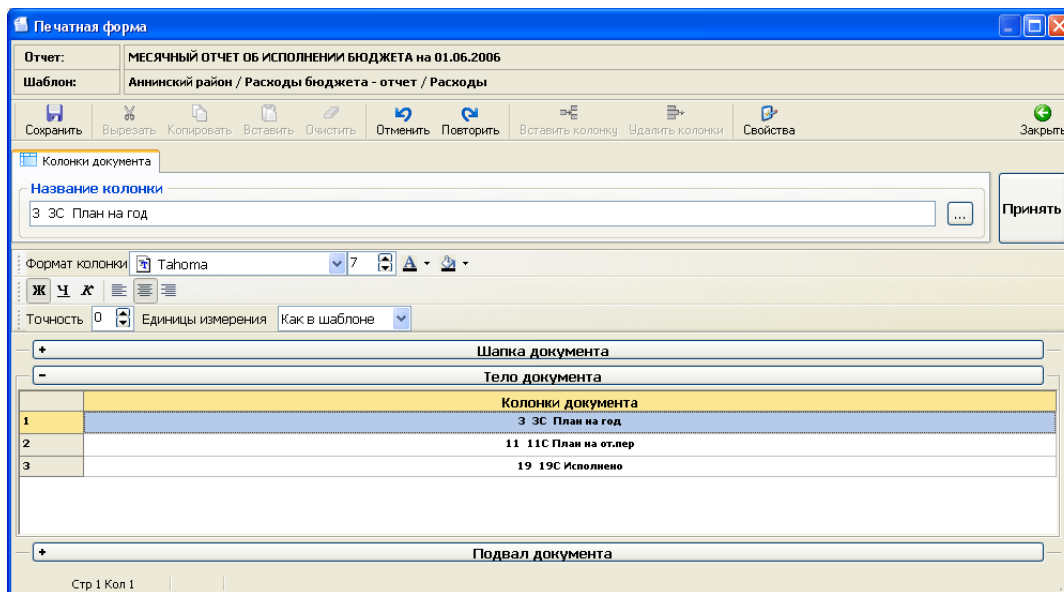 Печатная форма
Отчет: МЕСЯЧНЫЙ ОТЧЕТ ОБ ИСПОЛНЕНИИ БЮДЖЕТА на 01.06.2006
Шаблон: Аннинский район / Расходы бюджета - отчет / Расходы
Сохранить Вырезать Копировать Вставить Очистить Отменить Повторить Вставить колонку Удалить колонки Свойства Закрыть
Колонки документа
Название колонки
3 3С План на год ... Принять
Формат колонки Tahoma 7 А
Ж Ч К
Точность 0 Единицы измерения Как в шаблоне
+ Шапка документа
- Тело документа
Колонки документа
1 3 3С План на год
2 11 11С План на от.пер
3 19 19С Исполнено
+ Подвал документа
Стр 1 Кол 1